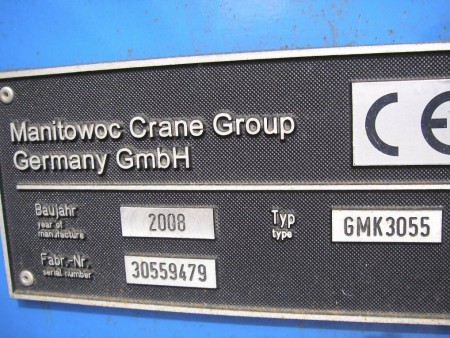 Manitowoc Crane Group
Germany GmbH
CE
Baujahr
year of
manufacture
2008
Typ
type
GMK3055
Fabr.-Nr.
serial number
30559479